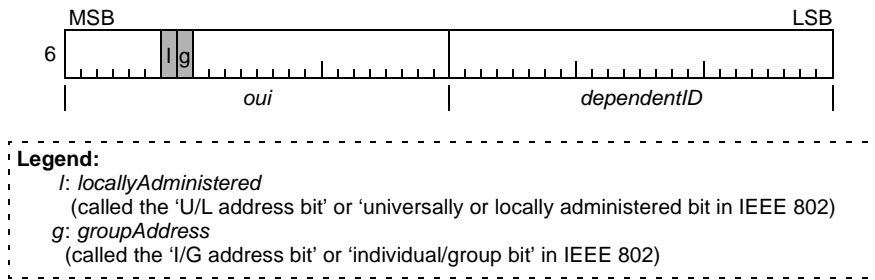 MSB LSB
6 l g
oui dependentID
Legend:
l: locallyAdministered
(called the 'U/L address bit' or 'universally or locally administered bit in IEEE 802)
g: groupAddress
(called the 'I/G address bit' or 'individual/group bit' in IEEE 802)